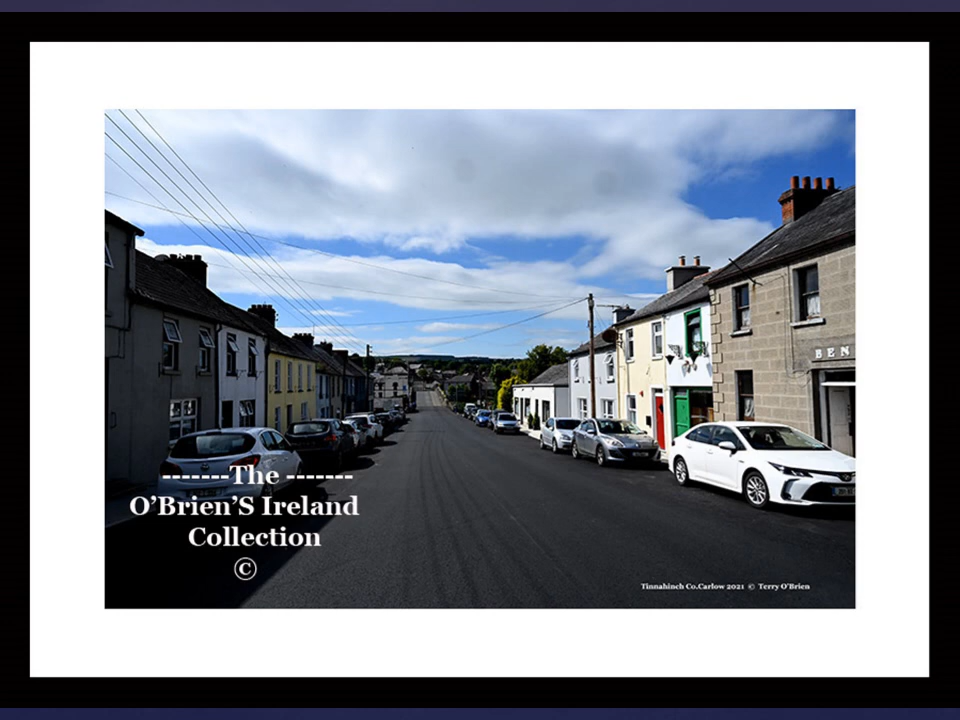 BEN
-------The -------
O’Brien’S Ireland
Collection
©
Tinnahinch Co.Carlow 2021 © Terry O'Brien